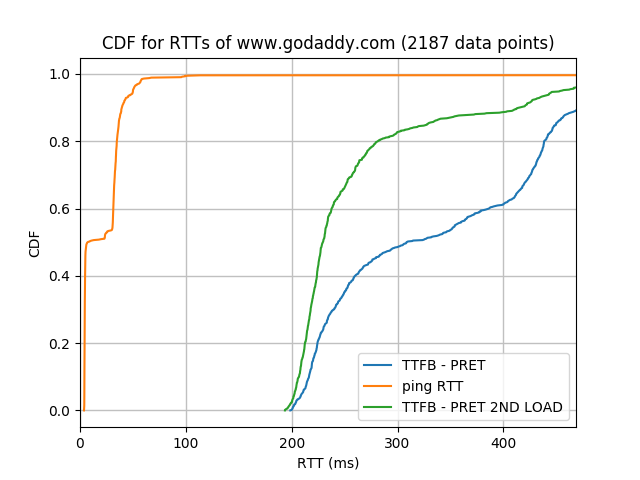 CDF for RTTs of www.godaddy.com (2187 data points)
1.0
0.8
0.6
0.4
0.2
0.0
CDF
0 100 200 300 400
RTT (ms)
TTFB - PRET
ping RTT
TTFB - PRET 2ND LOAD